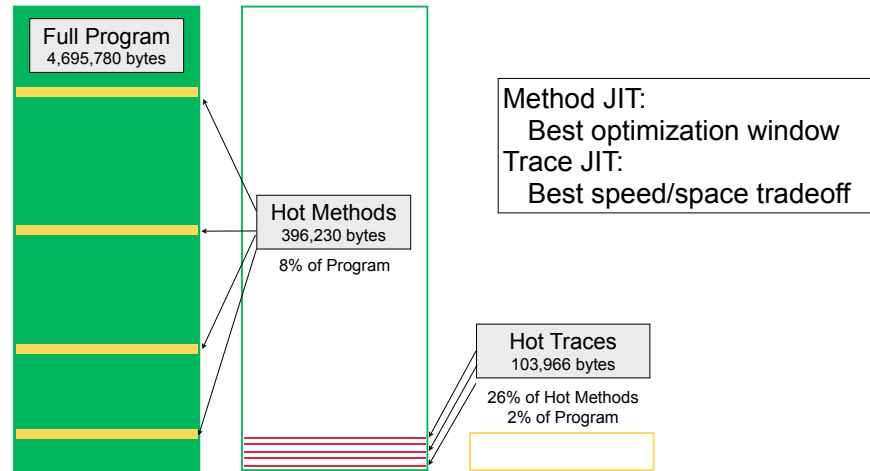 Full Program
4,695,780 bytes
Method JIT:
Best optimization window
Trace JIT:
Best speed/space tradeoff
Hot Methods
396,230 bytes
8% of Program
Hot Traces
103,966 bytes
26% of Hot Methods
2% of Program